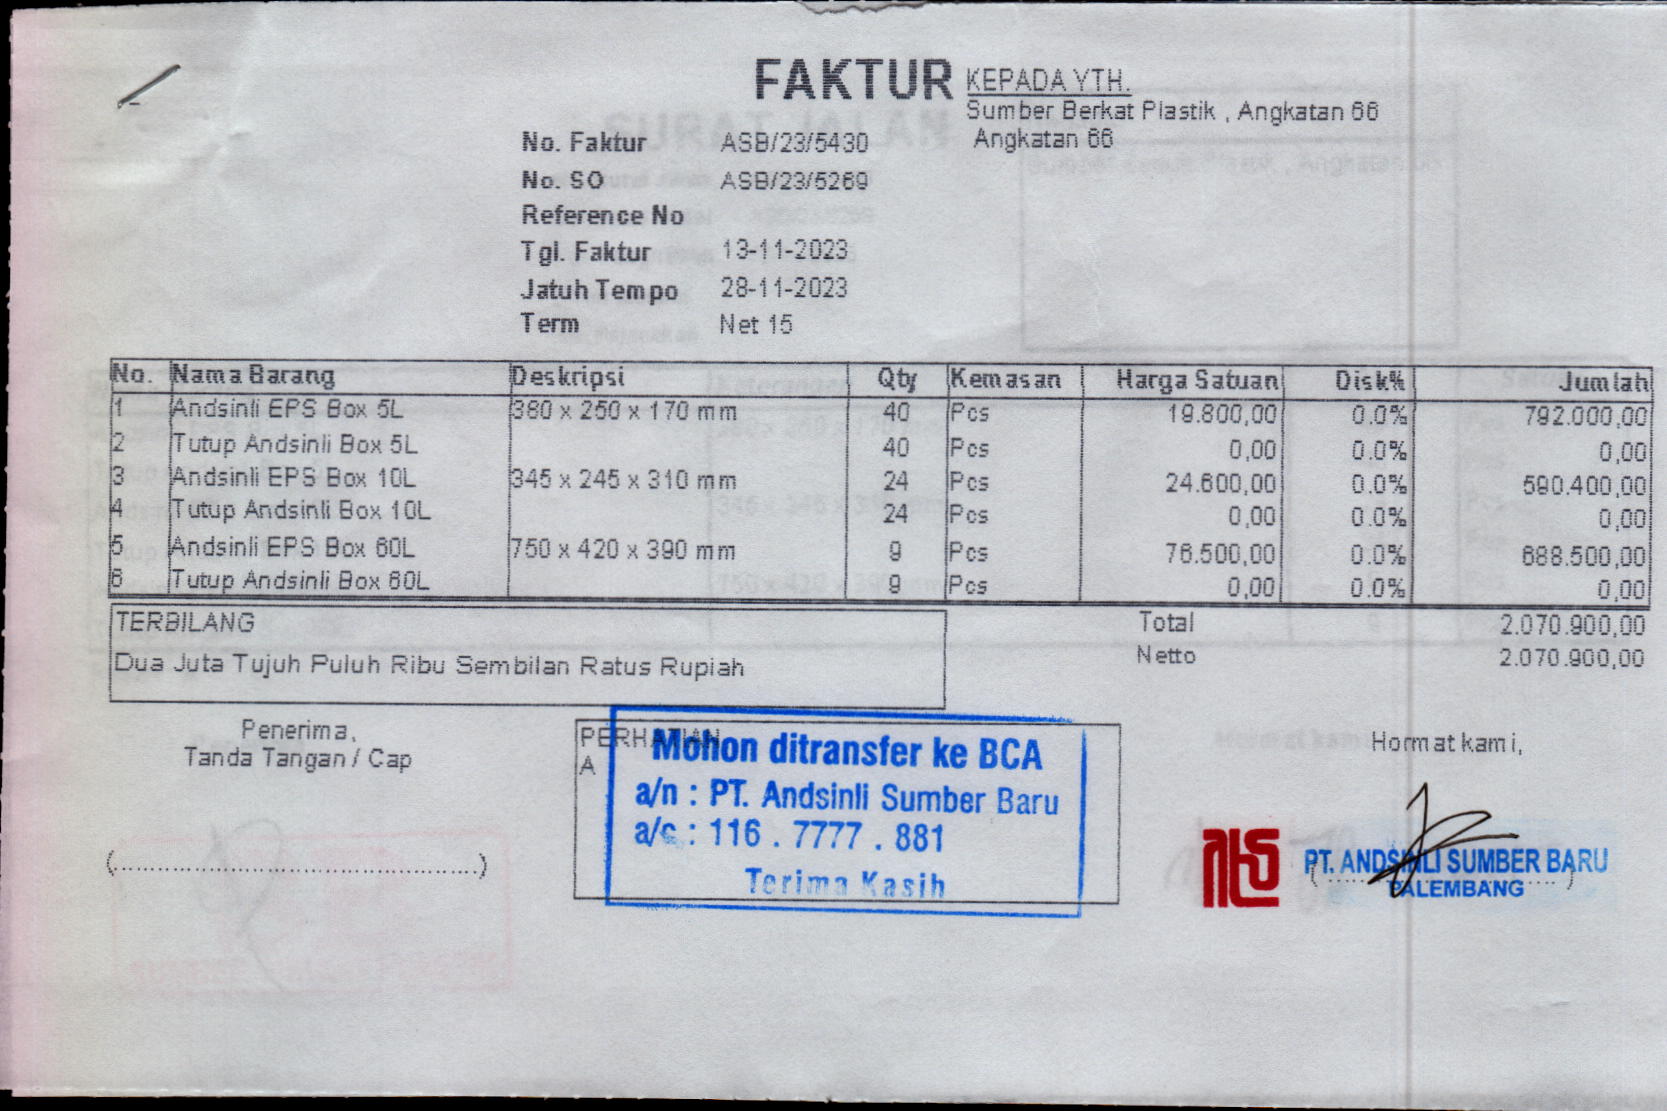 FAKTUR
KEPADA YTH.
Sumber Berkat Plastik , Angkatan 66
Angkatan 66
No. Faktur ASB/23/5430
No. SO ASB/23/5269
Reference No
Tgl. Faktur 13-11-2023
Jatuh Tempo 28-11-2023
Term Net 15
No. Nama Barang Deskripsi Qty Kemasan Harga Satuan Disk% Jumlah
1 Andsinli EPS Box 5L 380 x 260 x 170 mm 40 Pcs 19.800,00 0.0% 792.000,00
2 Tutup Andsinli Box 5L 40 Pcs 0,00 0.0% 0,00
3 Andsinli EPS Box 10L 345 x 245 x 310 mm 24 Pcs 24.600,00 0.0% 590.400,00
4 Tutup Andsinli Box 10L 24 Pcs 0,00 0.0% 0,00
5 Andsinli EPS Box 60L 750 x 420 x 390 mm 9 Pcs 76.500,00 0.0% 688.500,00
6 Tutup Andsinli Box 60L 9 Pcs 0,00 0.0% 0,00
TERBILANG
Dua Juta Tujuh Puluh Ribu Sembilan Ratus Rupiah
Total 2.070.900,00
Netto 2.070.900,00
Penerima,
Tanda Tangan / Cap
(..............................................)
PERHATIAN
A
Mohon ditransfer ke BCA
a/n : PT. Andsinli Sumber Baru
a/c : 116 . 7777 . 881
Terima Kasih
Hormat kami,
PT. ANDSINLI SUMBER BARU
PALEMBANG